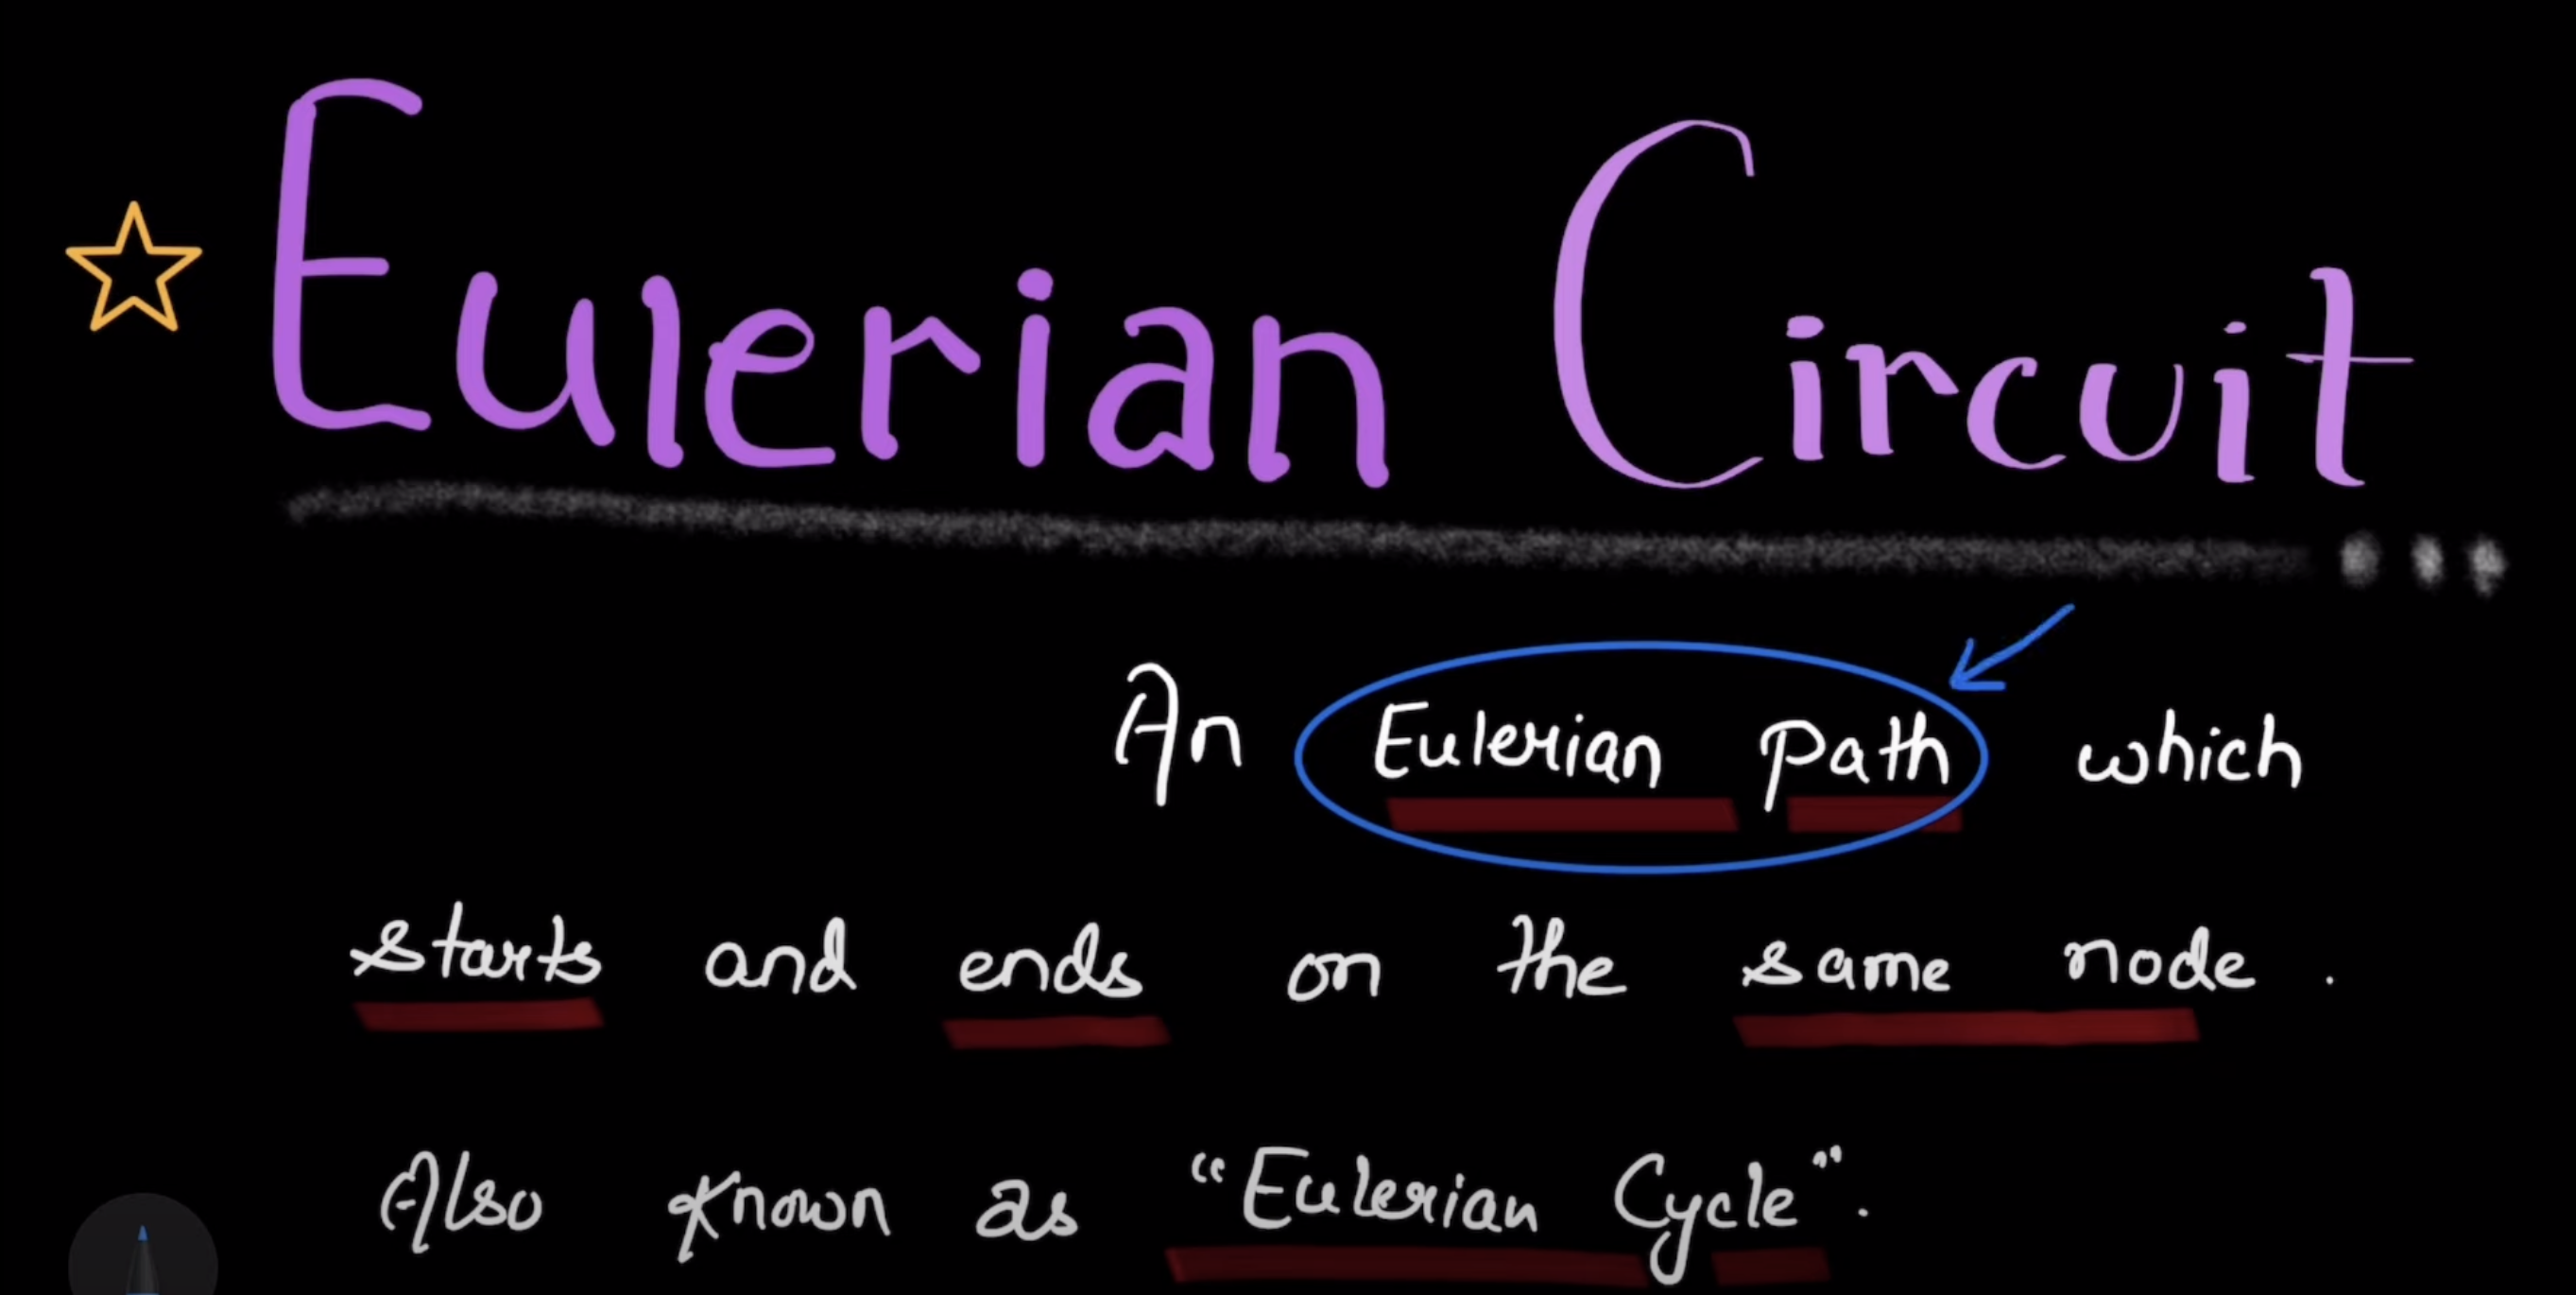 Eulerian Circuit
An Eulerian Path which
starts and ends on the same node.
Also known as "Eulerian Cycle".